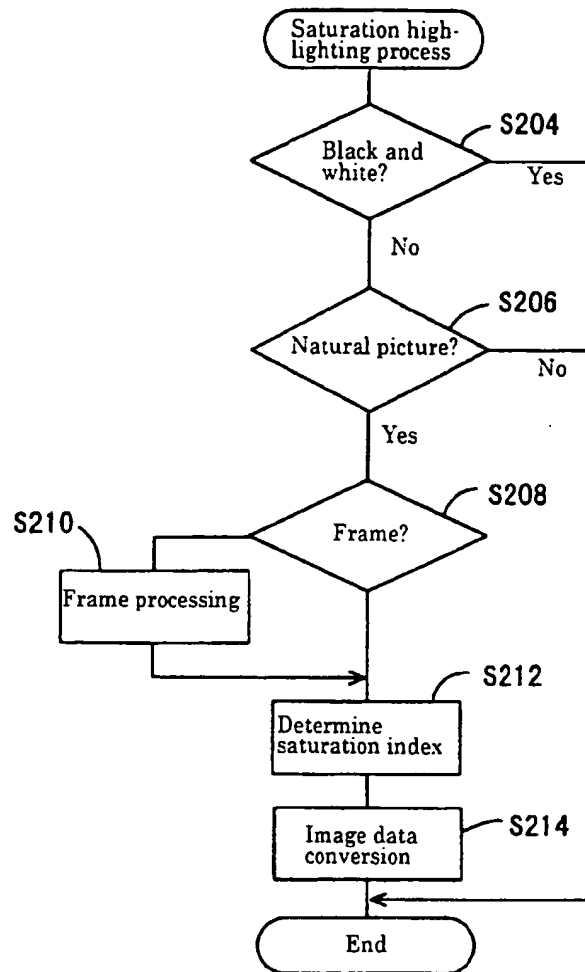 Saturation high-
lighting process
S204
Black and
white?
Yes
No
S206
Natural picture?
No
Yes
S208
S210
Frame?
Frame processing
S212
Determine
saturation index
S214
Image data
conversion
End